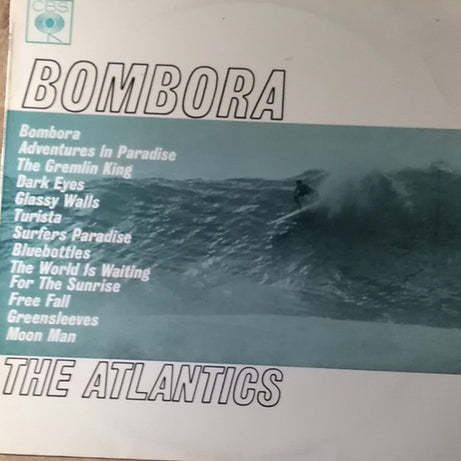 CBS
BOMBORA
Bombora
Adventures In Paradise
The Gremlin King
Dark Eyes
Glassy Walls
Turista
Surfers Paradise
Bluebottles
The World Is Waiting
For The Sunrise
Free Fall
Greensleeves
Moon Man
THE ATLANTICS